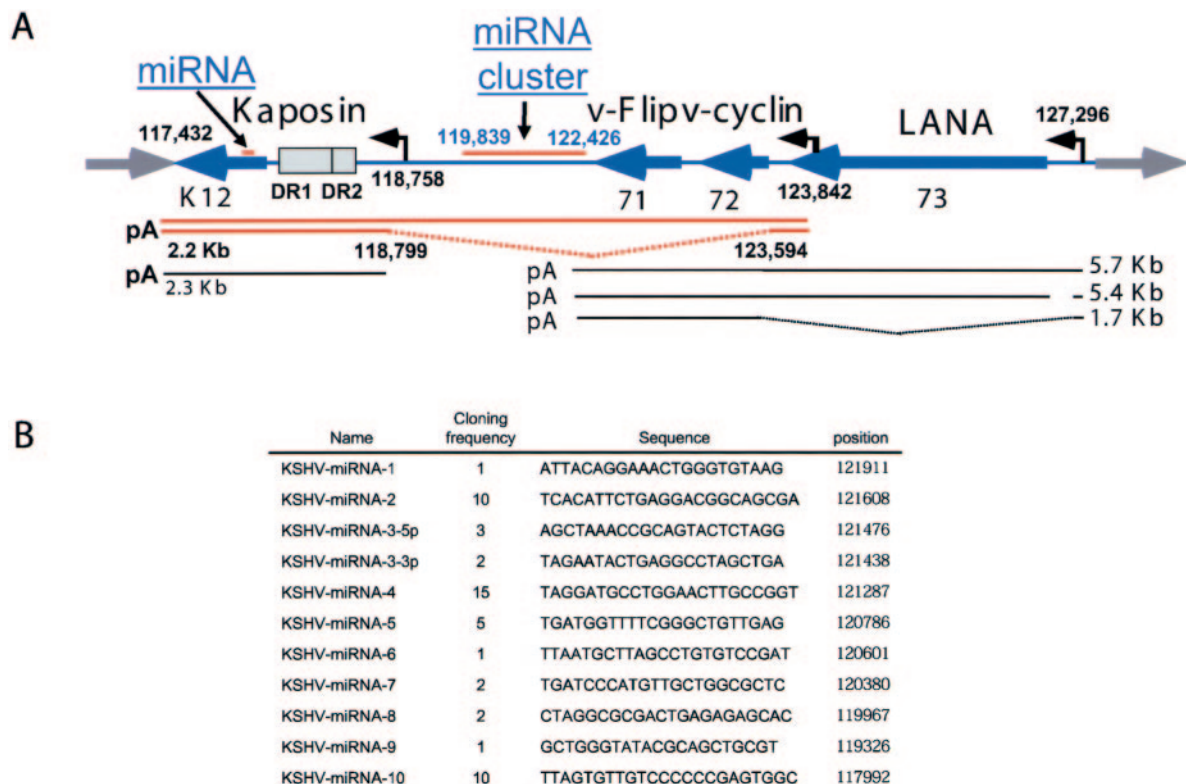 A
miRNA
miRNA
cluster
Kaposin
v-Flip v-cyclin
LANA
117,432
119,839
122,426
127,296
118,758
123,842
DR1
DR2
K12
71
72
73
pA
pA
2.2 Kb
118,799
123,594
pA
2.3 Kb
pA
5.7 Kb
pA
5.4 Kb
pA
1.7 Kb
B
Name Cloning frequency Sequence position
KSHV-miRNA-1 1 ATTACAGGAAACTGGGTGTAAG 121911
KSHV-miRNA-2 10 TCACATTCTGAGGACGGCAGCGA 121608
KSHV-miRNA-3-5p 3 AGCTAAACCGCAGTACTCTAGG 121476
KSHV-miRNA-3-3p 2 TAGAATACTGAGGCCTAGCTGA 121438
KSHV-miRNA-4 15 TAGGATGCCTGGAACTTGCCGGT 121287
KSHV-miRNA-5 5 TGATGGTTTTCGGGCTGTTGAG 120786
KSHV-miRNA-6 1 TTAATGCTTAGCCTGTGTCCGAT 120601
KSHV-miRNA-7 2 TGATCCCATGTTGCTGGCGCTC 120380
KSHV-miRNA-8 2 CTAGGCGCGACTGAGAGAGCAC 119967
KSHV-miRNA-9 1 GCTGGGTATACGCAGCTGCGT 119326
KSHV-miRNA-10 10 TTAGTGTTGTCCCCCCGAGTGGC 117992